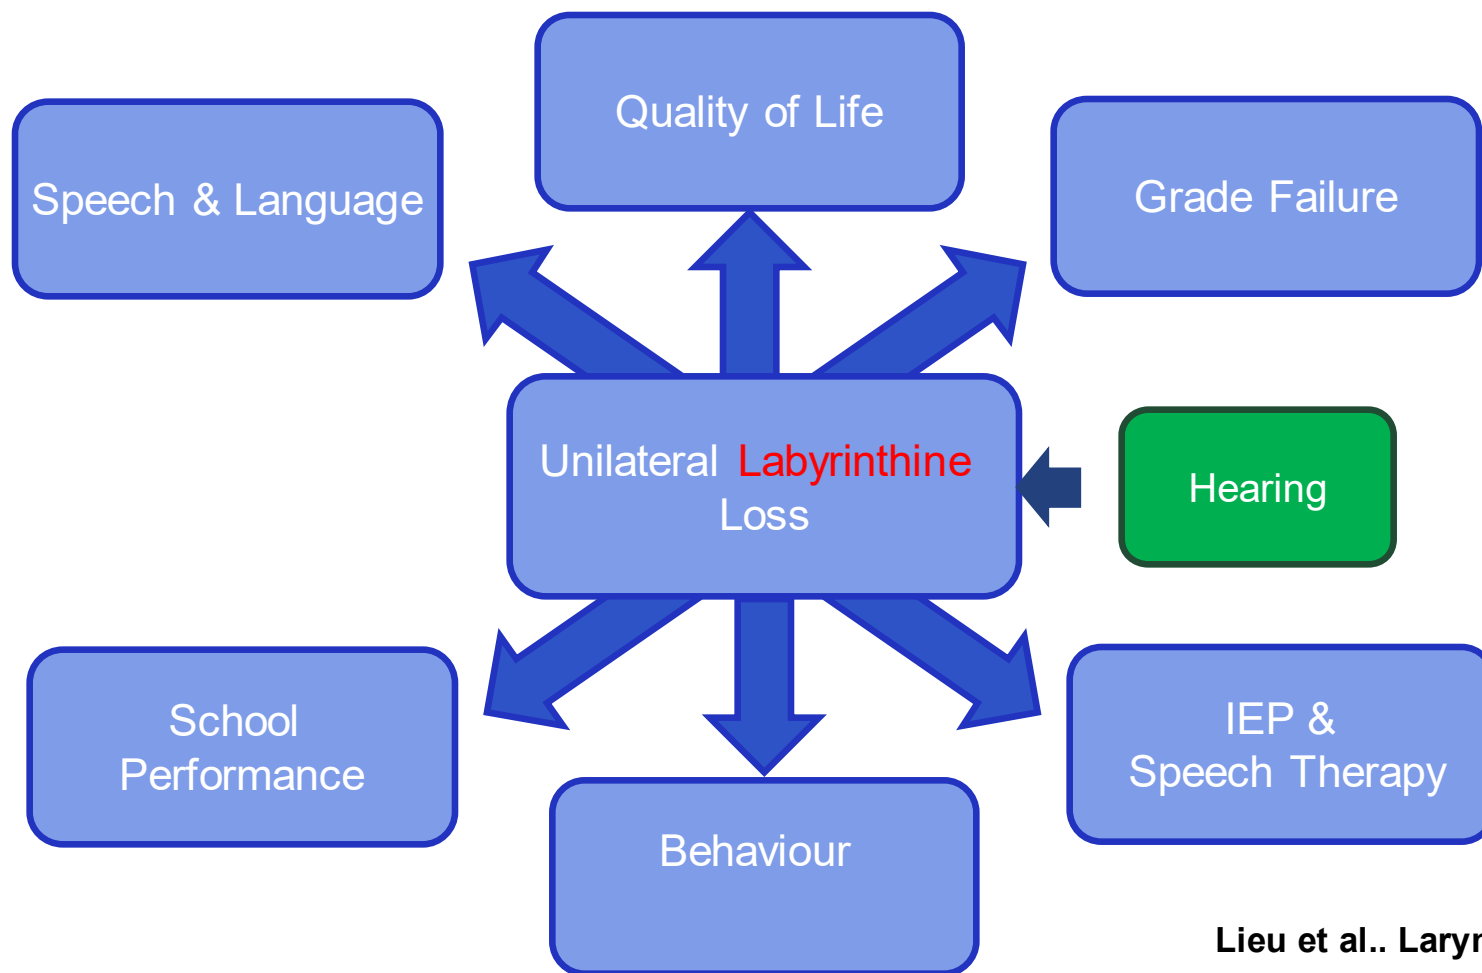 Quality of Life
Speech & Language
Grade Failure
Unilateral Labyrinthine
Loss
Hearing
School
Performance
IEP &
Speech Therapy
Behaviour
Lieu et al.. Laryn